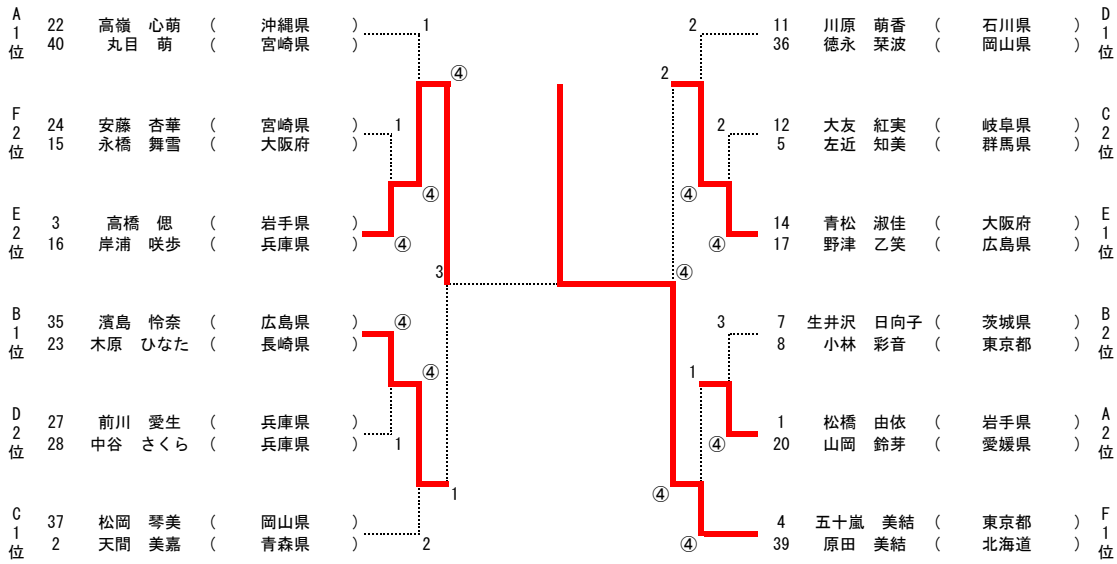 A 1 位
22 高嶺 心萌 ( 沖縄県 )
40 丸目 萌 ( 宮崎県 )
1
④
F 2 位
24 安藤 杏華 ( 宮崎県 )
15 永橋 舞雪 ( 大阪府 )
1
④
E 2 位
3 高橋 偲 ( 岩手県 )
16 岸浦 咲歩 ( 兵庫県 )
④
3
B 1 位
35 濱島 怜奈 ( 広島県 )
23 木原 ひなた ( 長崎県 )
④
④
D 2 位
27 前川 愛生 ( 兵庫県 )
28 中谷 さくら ( 兵庫県 )
1
1
C 1 位
37 松岡 琴美 ( 岡山県 )
2 天間 美嘉 ( 青森県 )
2
2
11 川原 萌香 ( 石川県 )
36 徳永 栞波 ( 岡山県 )
D 1 位
2
2
12 大友 紅実 ( 岐阜県 )
5 左近 知美 ( 群馬県 )
C 2 位
④
14 青松 淑佳 ( 大阪府 )
17 野津 乙笑 ( 広島県 )
E 1 位
④
④
3
7 生井沢 日向子 ( 茨城県 )
8 小林 彩音 ( 東京都 )
B 2 位
1
1 松橋 由依 ( 岩手県 )
20 山岡 鈴芽 ( 愛媛県 )
A 2 位
④
④
4 五十嵐 美結 ( 東京都 )
39 原田 美結 ( 北海道 )
F 1 位
④